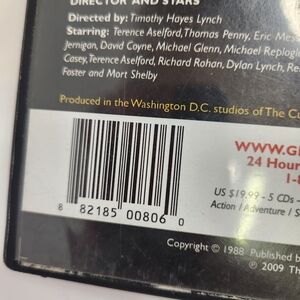 DIRECTOR AND STARS
Directed by: Timothy Hayes Lynch
Starring: Terence Aselford, Thomas Penny, Eric Mess
Jernigan, David Coyne, Michael Glenn, Michael Replog
Casey, Terence Aselford, Richard Rohan, Dylan Lynch, Re
Foster and Mort Shelby
Produced in the Washington D.C. studios of The Cu
WWW.G
24 Hour
1-8
US $19.99 - 5 CDs -
Action / Adventure / S
8 82185 00806 0
Copyright © 1988 Published b
℗ 2009 Th